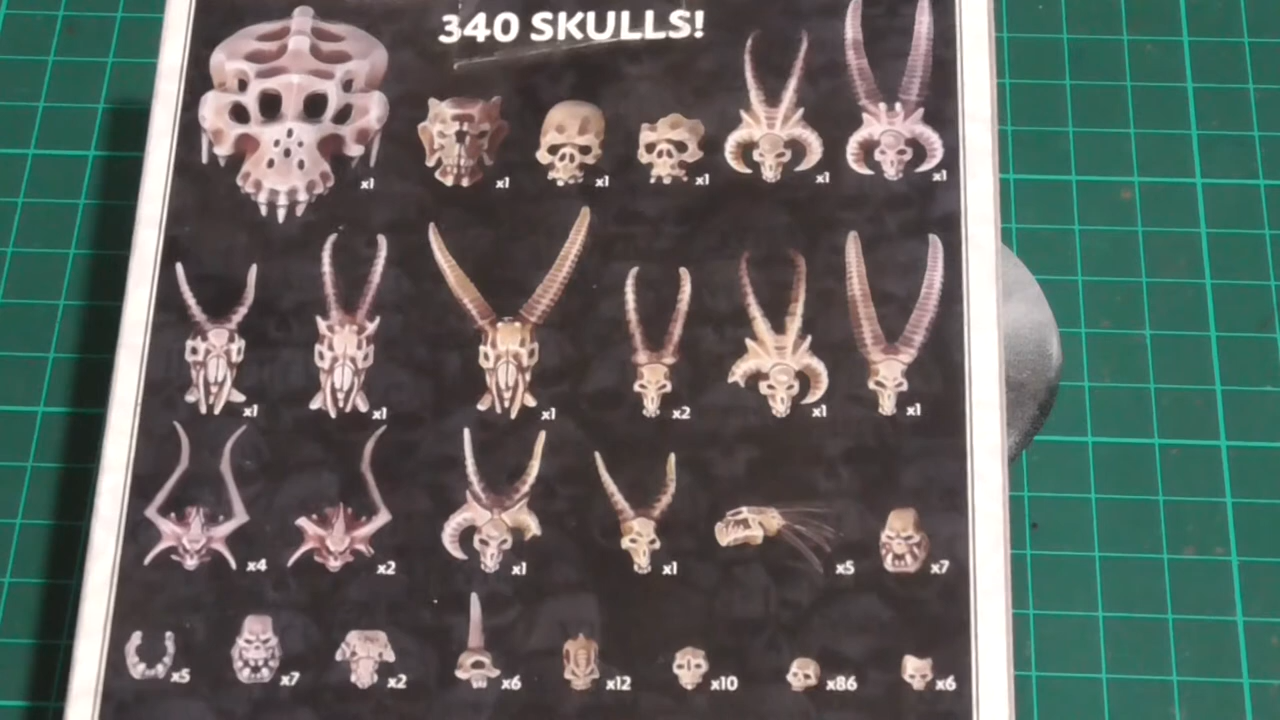 340 SKULLS!
x1 x1 x1 x1 x1 x1
x1 x1 x1 x2 x1 x1
x4 x2 x1 x1 x5 x7
x5 x7 x2 x6 x12 x10 x86 x6